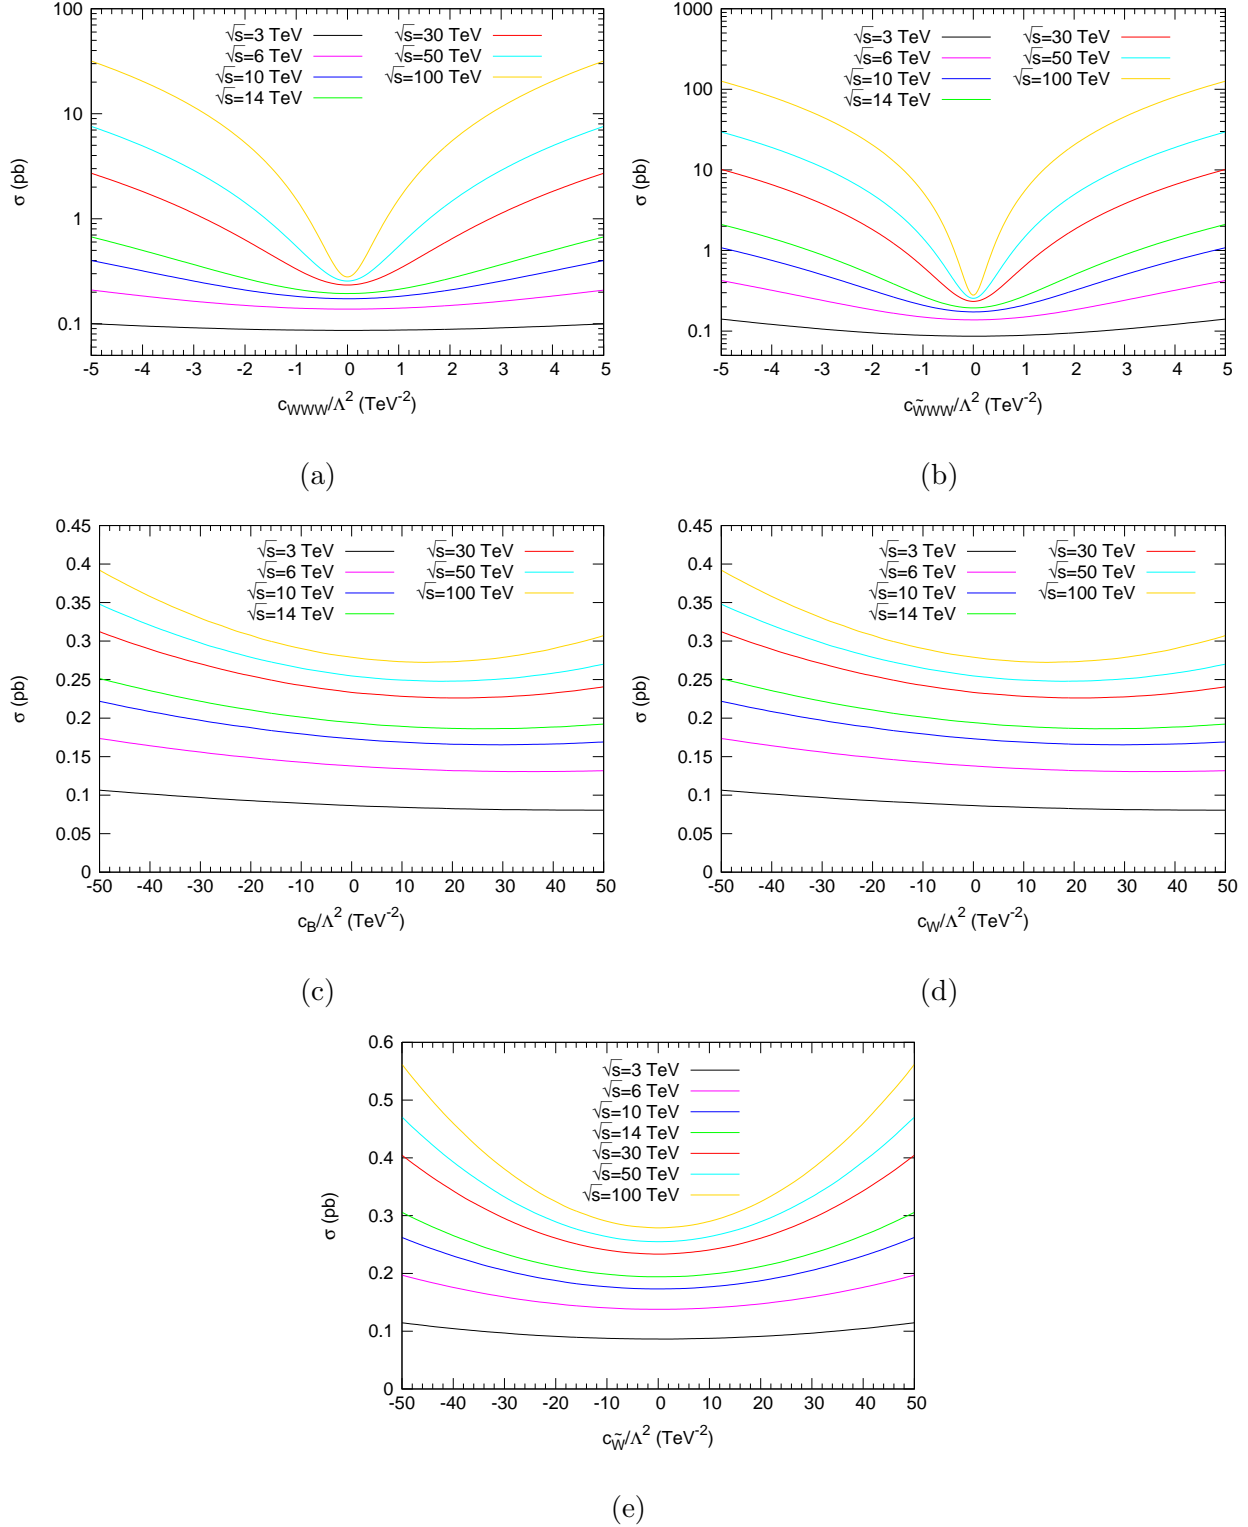 100
10
1
0.1
σ (pb)
√s=3 TeV
√s=6 TeV
√s=10 TeV
√s=14 TeV
√s=30 TeV
√s=50 TeV
√s=100 TeV
-5 -4 -3 -2 -1 0 1 2 3 4 5
c_WWW/Λ² (TeV⁻²)
(a)
1000
100
10
1
0.1
σ (pb)
√s=3 TeV
√s=6 TeV
√s=10 TeV
√s=14 TeV
√s=30 TeV
√s=50 TeV
√s=100 TeV
-5 -4 -3 -2 -1 0 1 2 3 4 5
c_W̃WW/Λ² (TeV⁻²)
(b)
0.45
0.4
0.35
0.3
0.25
0.2
0.15
0.1
0.05
0
σ (pb)
√s=3 TeV
√s=6 TeV
√s=10 TeV
√s=14 TeV
√s=30 TeV
√s=50 TeV
√s=100 TeV
-50 -40 -30 -20 -10 0 10 20 30 40 50
c_B/Λ² (TeV⁻²)
(c)
0.45
0.4
0.35
0.3
0.25
0.2
0.15
0.1
0.05
0
σ (pb)
√s=3 TeV
√s=6 TeV
√s=10 TeV
√s=14 TeV
√s=30 TeV
√s=50 TeV
√s=100 TeV
-50 -40 -30 -20 -10 0 10 20 30 40 50
c_W/Λ² (TeV⁻²)
(d)
0.6
0.5
0.4
0.3
0.2
0.1
0
σ (pb)
√s=3 TeV
√s=6 TeV
√s=10 TeV
√s=14 TeV
√s=30 TeV
√s=50 TeV
√s=100 TeV
-50 -40 -30 -20 -10 0 10 20 30 40 50
c_W̃/Λ² (TeV⁻²)
(e)